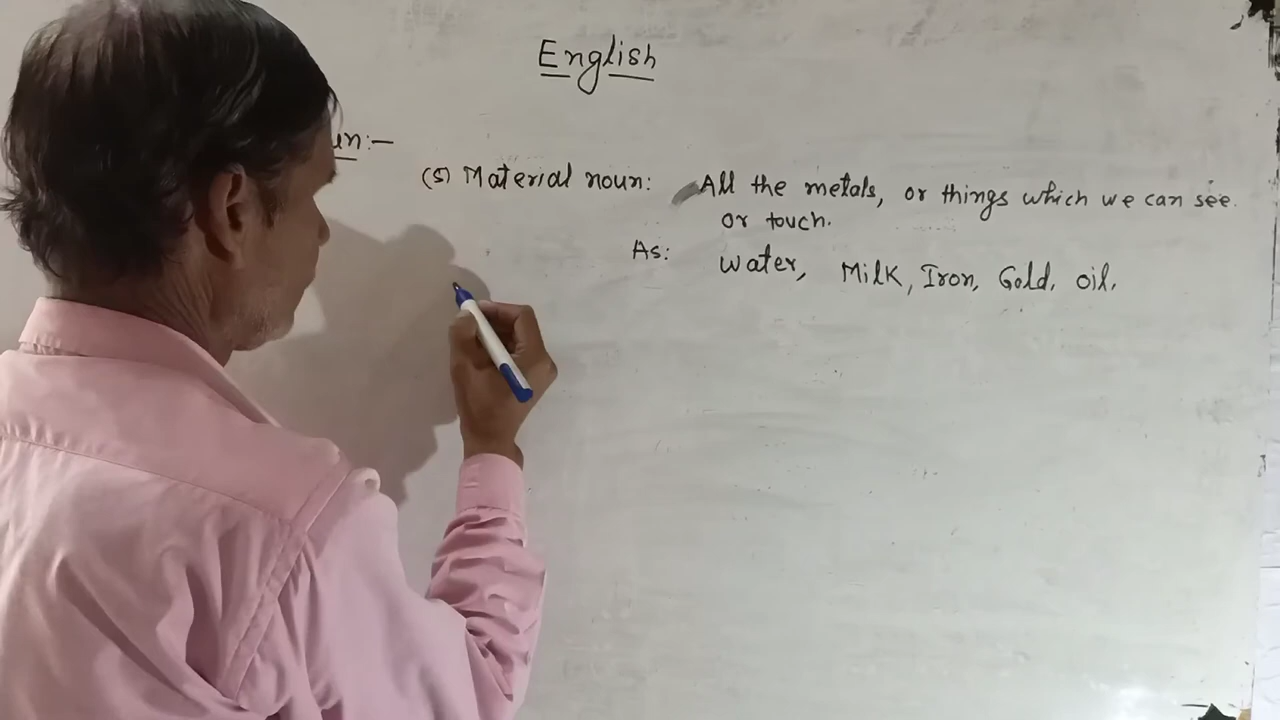 English
(5) Material noun: All the metals, or things which we can see.
or touch.
As: Water, Milk, Iron, Gold. oil.